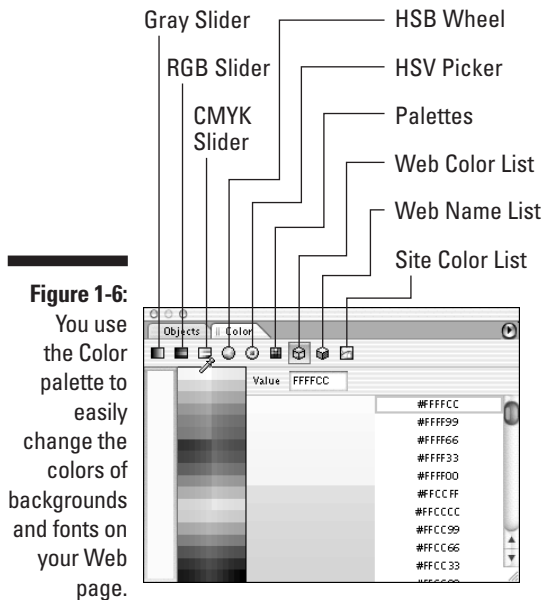 Gray Slider
HSB Wheel
RGB Slider
HSV Picker
CMYK
Slider
Palettes
Web Color List
Web Name List
Site Color List
Figure 1-6:
You use
the Color
palette to
easily
change the
colors of
backgrounds
and fonts on
your Web
page.
Objects
Color
Value FFFFCC
#FFFFCC
#FFFF99
#FFFF66
#FFFF33
#FFFF00
#FFCCFF
#FFCCCC
#FFCC99
#FFCC66
#FFCC33